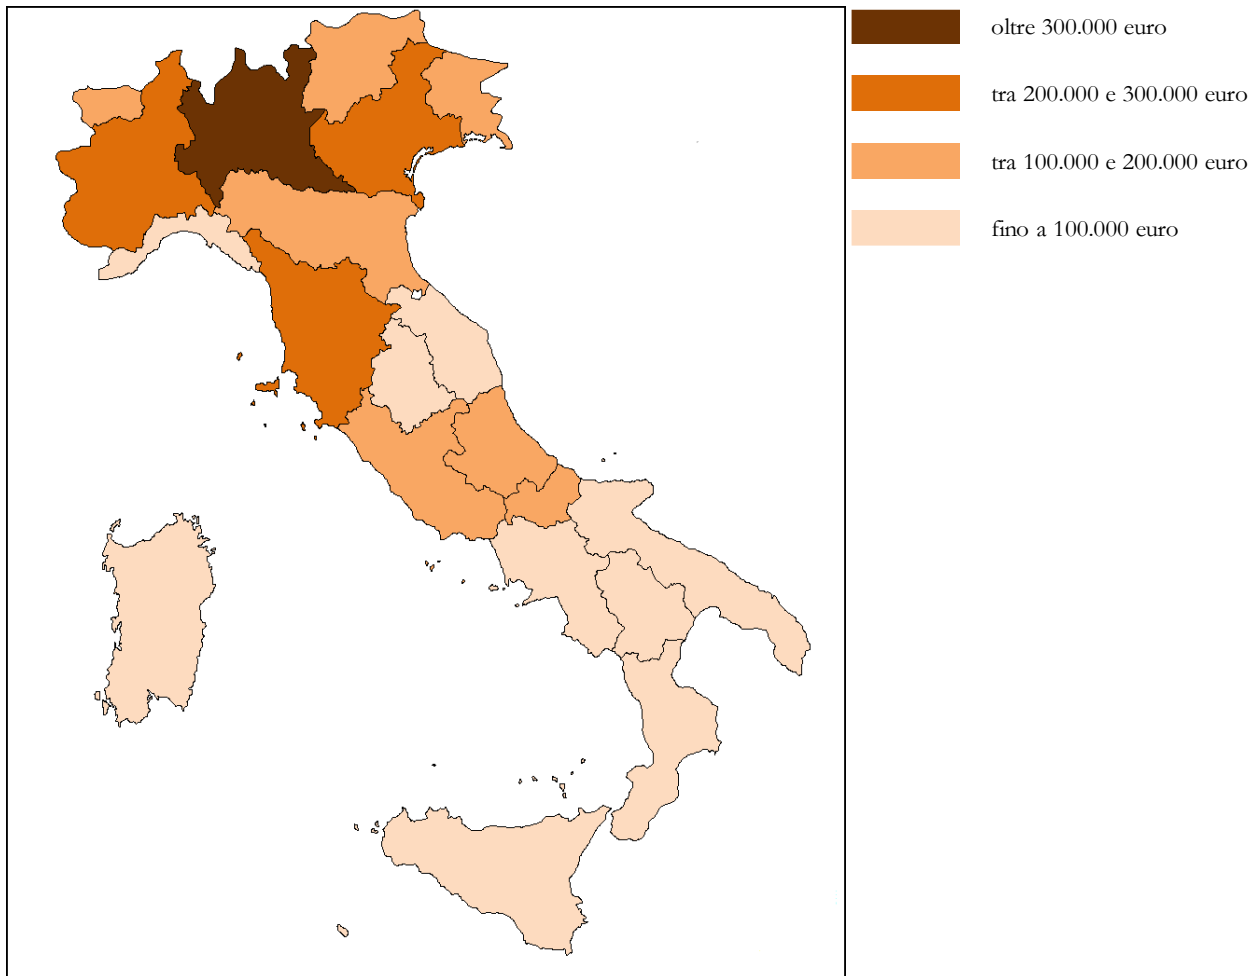 oltre 300.000 euro
tra 200.000 e 300.000 euro
tra 100.000 e 200.000 euro
fino a 100.000 euro